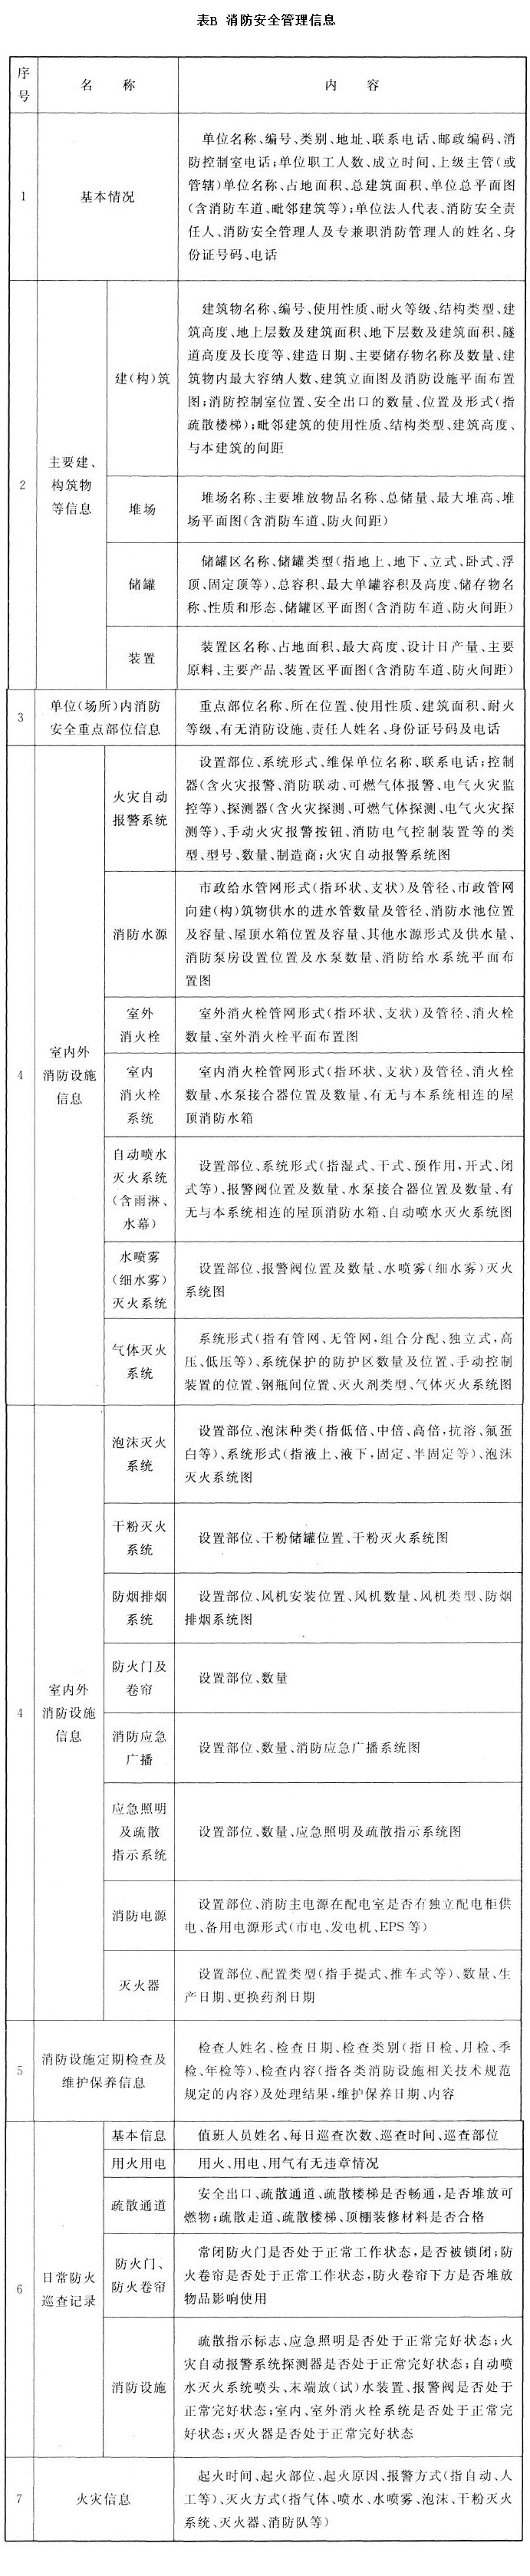 表B 消防安全管理信息
序
号
名 称
内 容
1
基本情况
单位名称、编号、类别、地址、联系电话、邮政编码、消
防控制室电话;单位职工人数、成立时间、上级主管(或
管辖)单位名称、占地面积、总建筑面积、单位总平面图
(含消防车道、毗邻建筑等);单位法人代表、消防安全责
任人、消防安全管理人及专兼职消防管理人的姓名、身
份证号码、电话
2
主要建、
构筑物
等信息
建(构)筑
建筑物名称、编号、使用性质、耐火等级、结构类型、建
筑高度、地上层数及建筑面积、地下层数及建筑面积、隧
道高度及长度等、建造日期、主要储存物名称及数量、建
筑物内最大容纳人数、建筑立面图及消防设施平面布置
图;消防控制室位置、安全出口的数量、位置及形式(指
疏散楼梯);毗邻建筑的使用性质、结构类型、建筑高度、
与本建筑的间距
堆场
堆场名称、主要堆放物品名称、总储量、最大堆高、堆
场平面图(含消防车道、防火间距)
储罐
储罐区名称、储罐类型(指地上、地下、立式、卧式、浮
顶、固定顶等)、总容积、最大单罐容积及高度、储存物名
称、性质和形态、储罐区平面图(含消防车道、防火间距)
装置
装置区名称、占地面积、最大高度、设计日产量、主要
原料、主要产品、装置区平面图(含消防车道、防火间距)
3
单位(场所)内消防
安全重点部位信息
重点部位名称、所在位置、使用性质、建筑面积、耐火
等级、有无消防设施、责任人姓名、身份证号码及电话
4
室内外
消防设施
信息
火灾自动
报警系统
设置部位、系统形式、维保单位名称、联系电话;控制
器(含火灾报警、消防联动、可燃气体报警、电气火灾监
控等)、探测器(含火灾探测、可燃气体探测、电气火灾探
测等)、手动火灾报警按钮、消防电气控制装置等的类
型、型号、数量、制造商;火灾自动报警系统图
消防水源
市政给水管网形式(指环状、支状)及管径、市政管网
向建(构)筑物供水的进水管数量及管径、消防水池位置
及容量、屋顶水箱位置及容量、其他水源形式及供水量、
消防泵房设置位置及水泵数量、消防给水系统平面布
置图
室外
消火栓
室外消火栓管网形式(指环状、支状)及管径、消火栓
数量、室外消火栓平面布置图
室内
消火栓
系统
室内消火栓管网形式(指环状、支状)及管径、消火栓
数量、水泵接合器位置及数量、有无与本系统相连的屋
顶消防水箱
自动喷水
灭火系统
(含雨淋、
水幕)
设置部位、系统形式(指湿式、干式、预作用,开式、闭
式等)、报警阀位置及数量、水泵接合器位置及数量、有
无与本系统相连的屋顶消防水箱、自动喷水灭火系统图
水喷雾
(细水雾)
灭火系统
设置部位、报警阀位置及数量、水喷雾(细水雾)灭火
系统图
气体灭火
系统
系统形式(指有管网、无管网,组合分配、独立式,高
压、低压等)、系统保护的防护区数量及位置、手动控制
装置的位置、钢瓶间位置、灭火剂类型、气体灭火系统图
4
室内外
消防设施
信息
泡沫灭火
系统
设置部位、泡沫种类(指低倍、中倍、高倍,抗溶、氟蛋
白等)、系统形式(指液上、液下,固定、半固定等)、泡沫
灭火系统图
干粉灭火
系统
设置部位、干粉储罐位置、干粉灭火系统图
防烟排烟
系统
设置部位、风机安装位置、风机数量、风机类型、防烟
排烟系统图
防火门及
卷帘
设置部位、数量
消防应急
广播
设置部位、数量、消防应急广播系统图
应急照明
及疏散
指示系统
设置部位、数量、应急照明及疏散指示系统图
消防电源
设置部位、消防主电源在配电室是否有独立配电柜供
电、备用电源形式(市电、发电机、EPS等)
灭火器
设置部位、配置类型(指手提式、推车式等)、数量、生
产日期、更换药剂日期
5
消防设施定期检查及
维护保养信息
检查人姓名、检查日期、检查类别(指日检、月检、季
检、年检等)、检查内容(指各类消防设施相关技术规范
规定的内容)及处理结果,维护保养日期、内容
6
日常防火
巡查记录
基本信息
值班人员姓名、每日巡查次数、巡查时间、巡查部位
用火用电
用火、用电、用气有无违章情况
疏散通道
安全出口、疏散通道、疏散楼梯是否畅通,是否堆放可
燃物;疏散走道、疏散楼梯、顶棚装修材料是否合格
防火门、
防火卷帘
常闭防火门是否处于正常工作状态,是否被锁闭;防
火卷帘是否处于正常工作状态,防火卷帘下方是否堆放
物品影响使用
消防设施
疏散指示标志、应急照明是否处于正常完好状态;火
灾自动报警系统探测器是否处于正常完好状态;自动喷
水灭火系统喷头、末端放(试)水装置、报警阀是否处于
正常完好状态;室内、室外消火栓系统是否处于正常完
好状态;灭火器是否处于正常完好状态
7
火灾信息
起火时间、起火部位、起火原因、报警方式(指自动、人
工等)、灭火方式(指气体、喷水、水喷雾、泡沫、干粉灭火
系统、灭火器、消防队等)